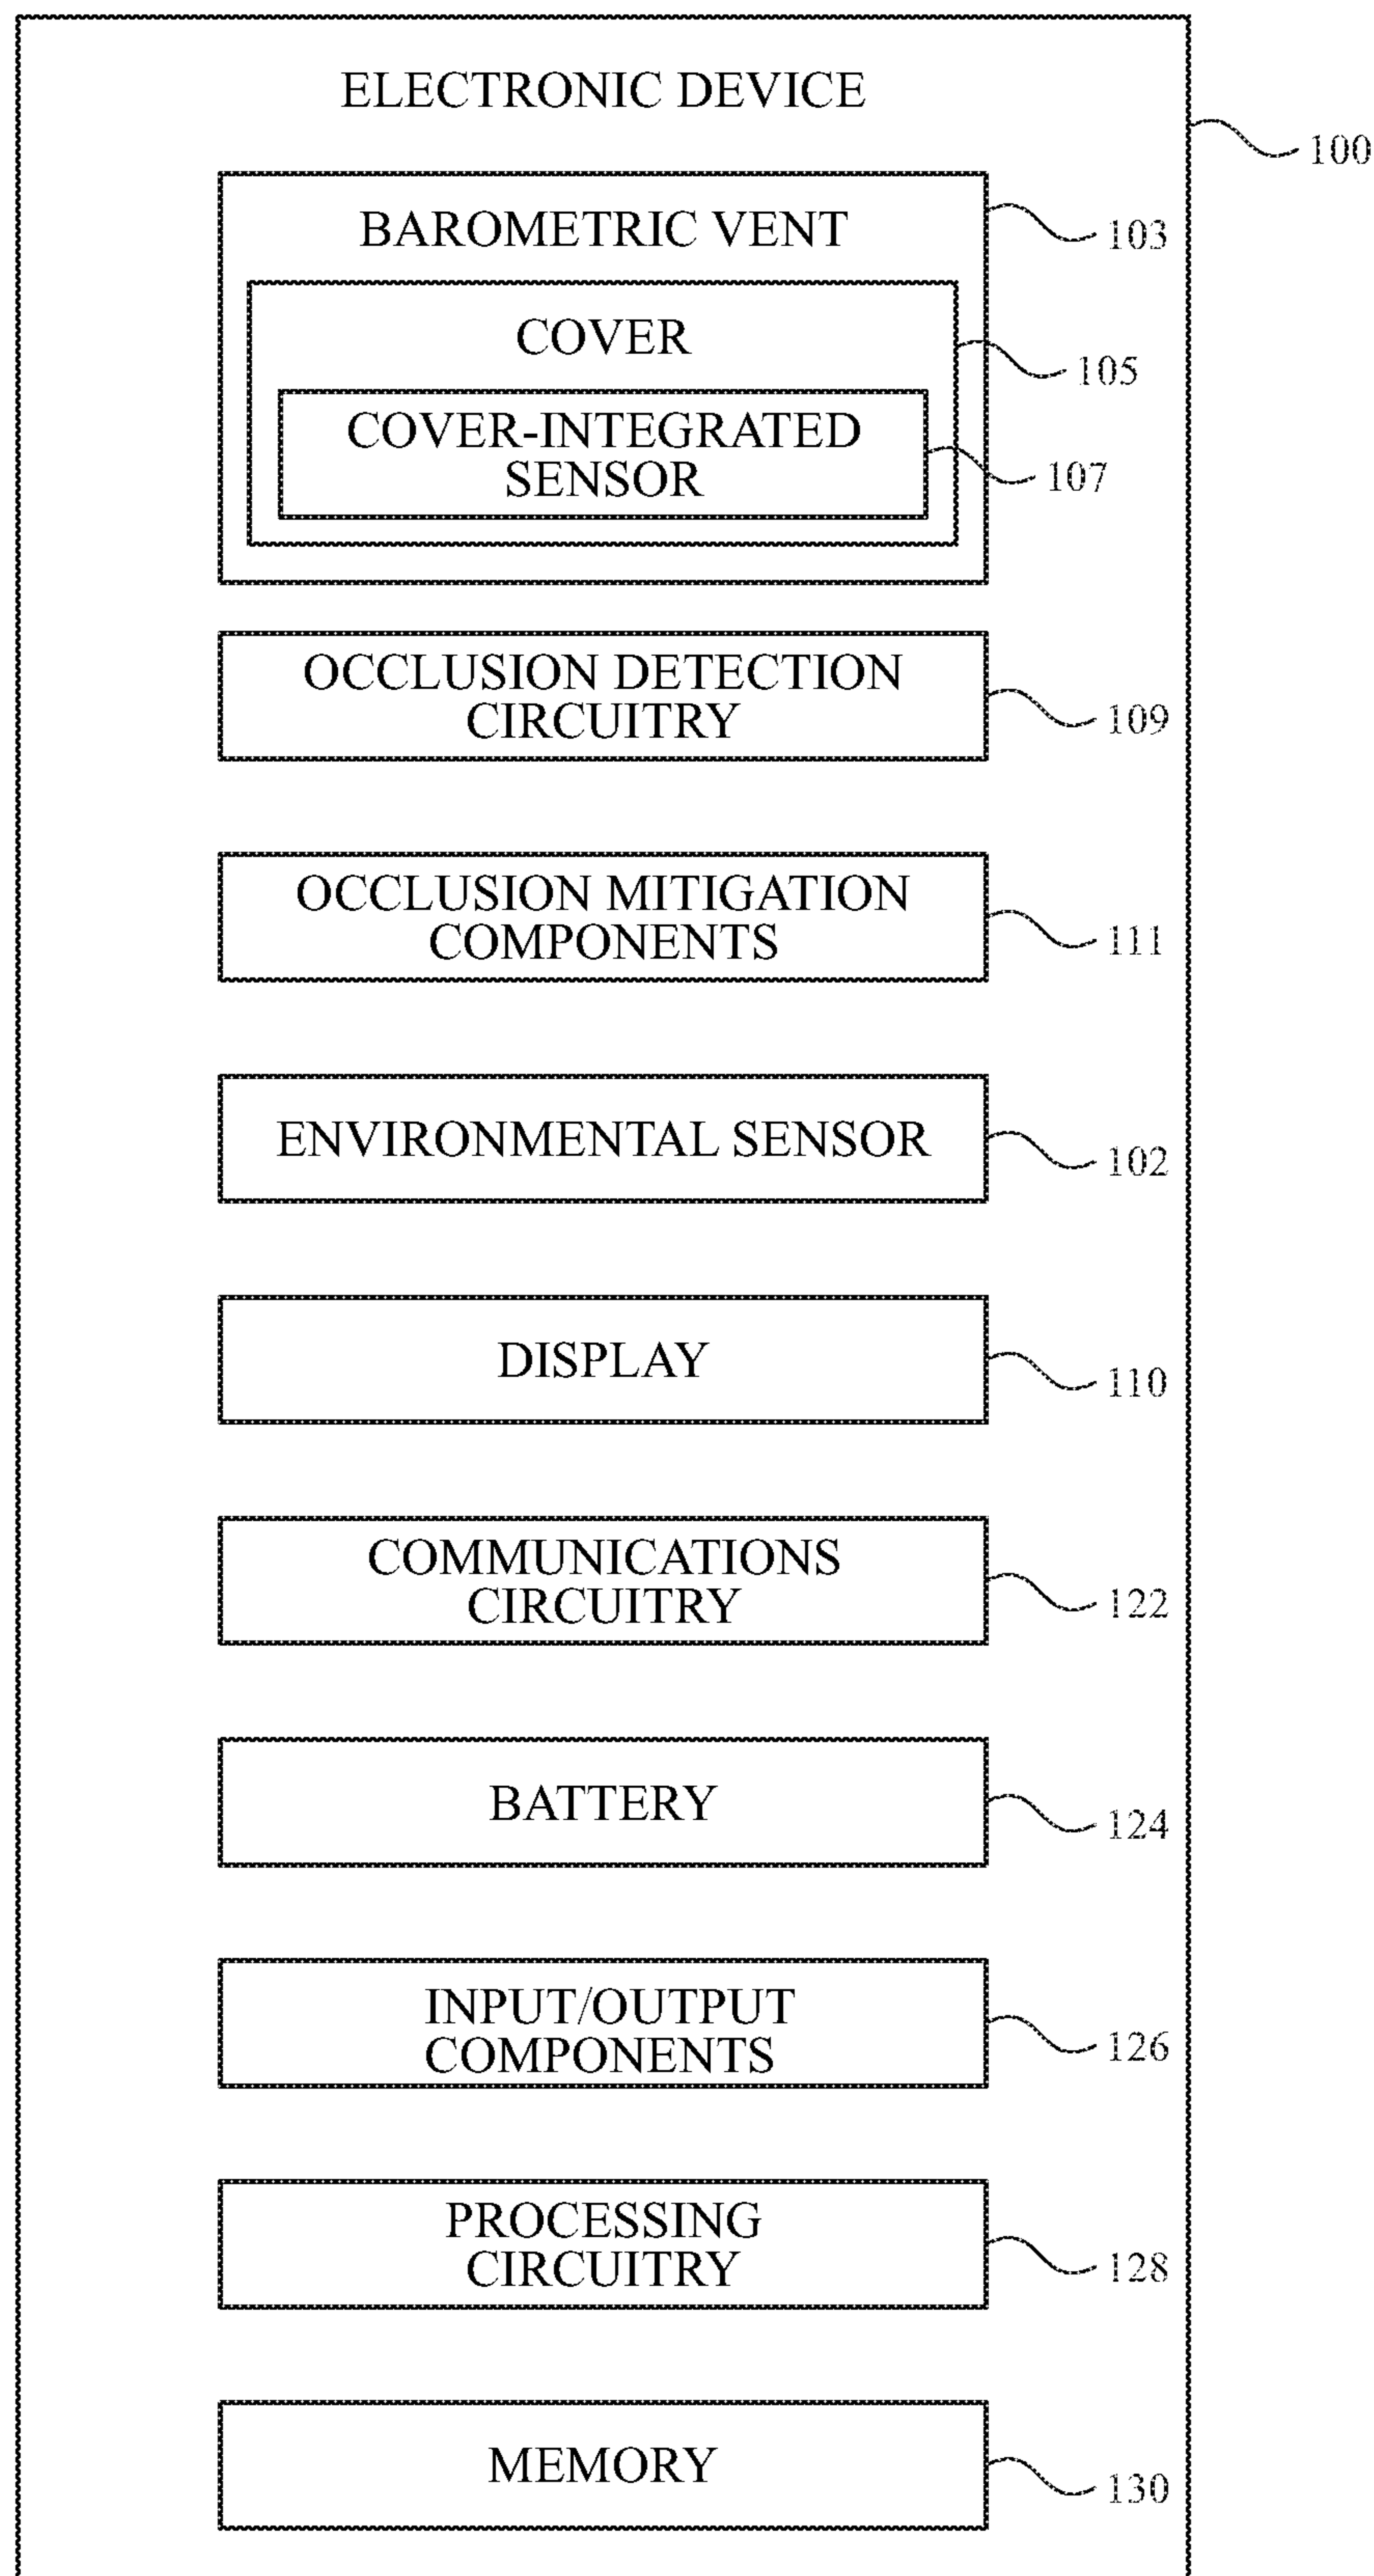 ELECTRONIC DEVICE
100
BAROMETRIC VENT
103
COVER
105
COVER-INTEGRATED
SENSOR
107
OCCLUSION DETECTION
CIRCUITRY
109
OCCLUSION MITIGATION
COMPONENTS
111
ENVIRONMENTAL SENSOR
102
DISPLAY
110
COMMUNICATIONS
CIRCUITRY
122
BATTERY
124
INPUT/OUTPUT
COMPONENTS
126
PROCESSING
CIRCUITRY
128
MEMORY
130